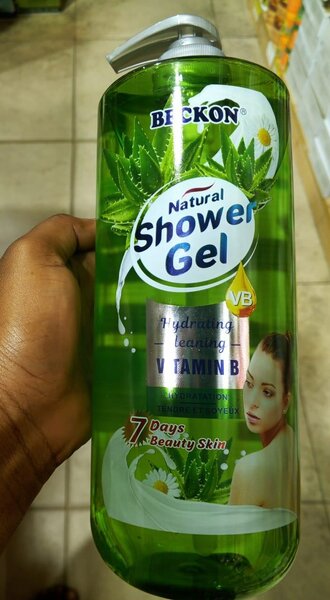 BECKON®
Natural
Shower
Gel
VB
Hydrating
leaning
VITAMIN B
HYDRATATION
TENDRE ET SOYEUX
7 Days
Beauty Skin